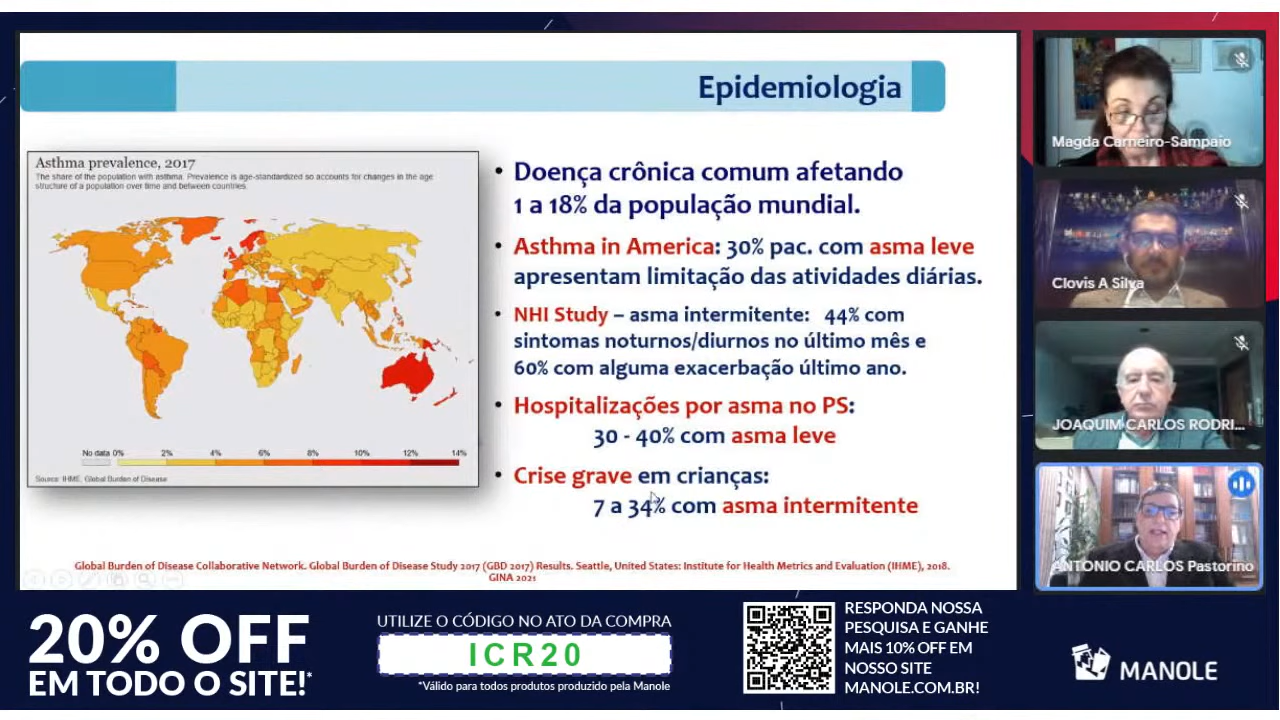 Epidemiologia
Asthma prevalence, 2017
The share of the population with asthma. Prevalence is age-standardized so accounts for changes in the age
structure of a population over time and between countries.
No data 0% 2% 4% 6% 8% 10% 12% 14%
Source: IHME, Global Burden of Disease
• Doença crônica comum afetando
1 a 18% da população mundial.
• Asthma in America: 30% pac. com asma leve
apresentam limitação das atividades diárias.
• NHI Study – asma intermitente: 44% com
sintomas noturnos/diurnos no último mês e
60% com alguma exacerbação último ano.
• Hospitalizações por asma no PS:
30 - 40% com asma leve
• Crise grave em crianças:
7 a 34% com asma intermitente
Global Burden of Disease Collaborative Network. Global Burden of Disease Study 2017 (GBD 2017) Results. Seattle, United States: Institute for Health Metrics and Evaluation (IHME), 2018.
GINA 2021
Magda Carneiro-Sampaio
Clovis A Silva
JOAQUIM CARLOS RODRI...
ANTONIO CARLOS Pastorino
20% OFF
EM TODO O SITE!*
UTILIZE O CÓDIGO NO ATO DA COMPRA
ICR20
*Válido para todos produtos produzido pela Manole
RESPONDA NOSSA
PESQUISA E GANHE
MAIS 10% OFF EM
NOSSO SITE
MANOLE.COM.BR!
MANOLE